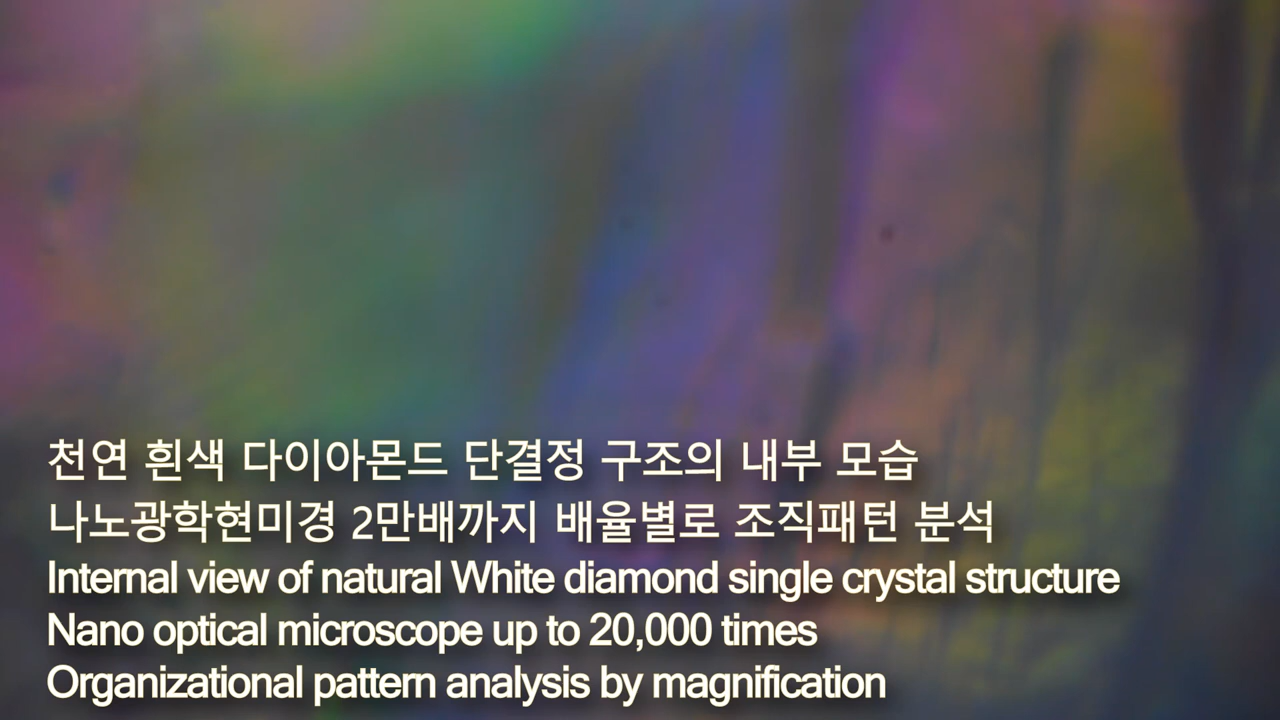 천연 흰색 다이아몬드 단결정 구조의 내부 모습
나노광학현미경 2만배까지 배율별로 조직패턴 분석
Internal view of natural White diamond single crystal structure
Nano optical microscope up to 20,000 times
Organizational pattern analysis by magnification